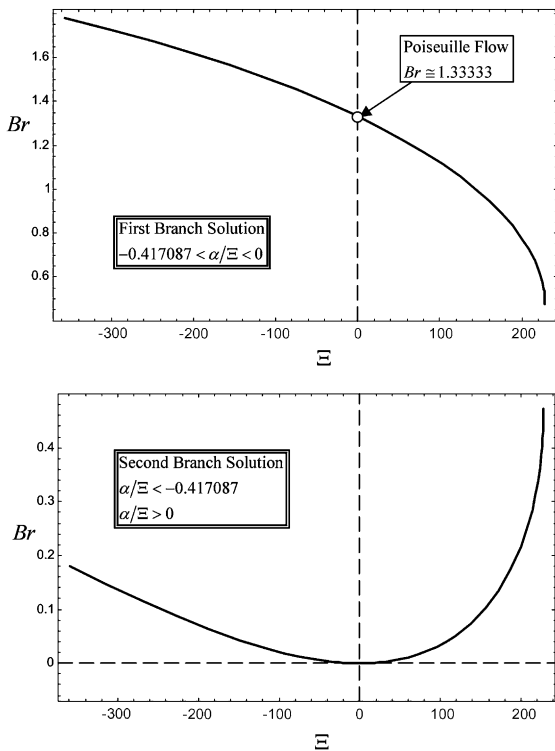 1.6
1.4
1.2
1
0.8
0.6
Br
Poiseuille Flow
Br ≅ 1.33333
First Branch Solution
−0.417087 < α/Ξ < 0
-300 -200 -100 0 100 200
Ξ
0.4
0.3
0.2
0.1
0
Br
Second Branch Solution
α/Ξ < −0.417087
α/Ξ > 0
-300 -200 -100 0 100 200
Ξ